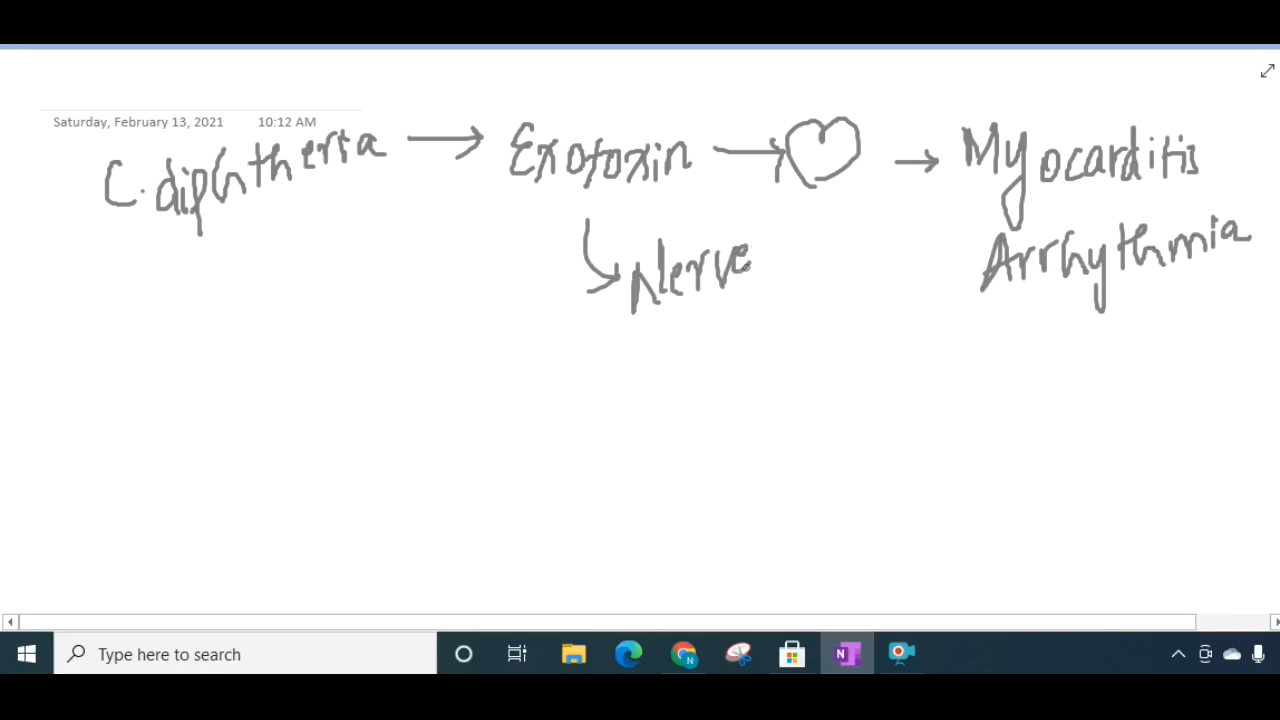 Saturday, February 13, 2021 10:12 AM
C. diphtheria → Exotoxin → ♡ → Myocarditis
Nerve Arrhythmia
Type here to search